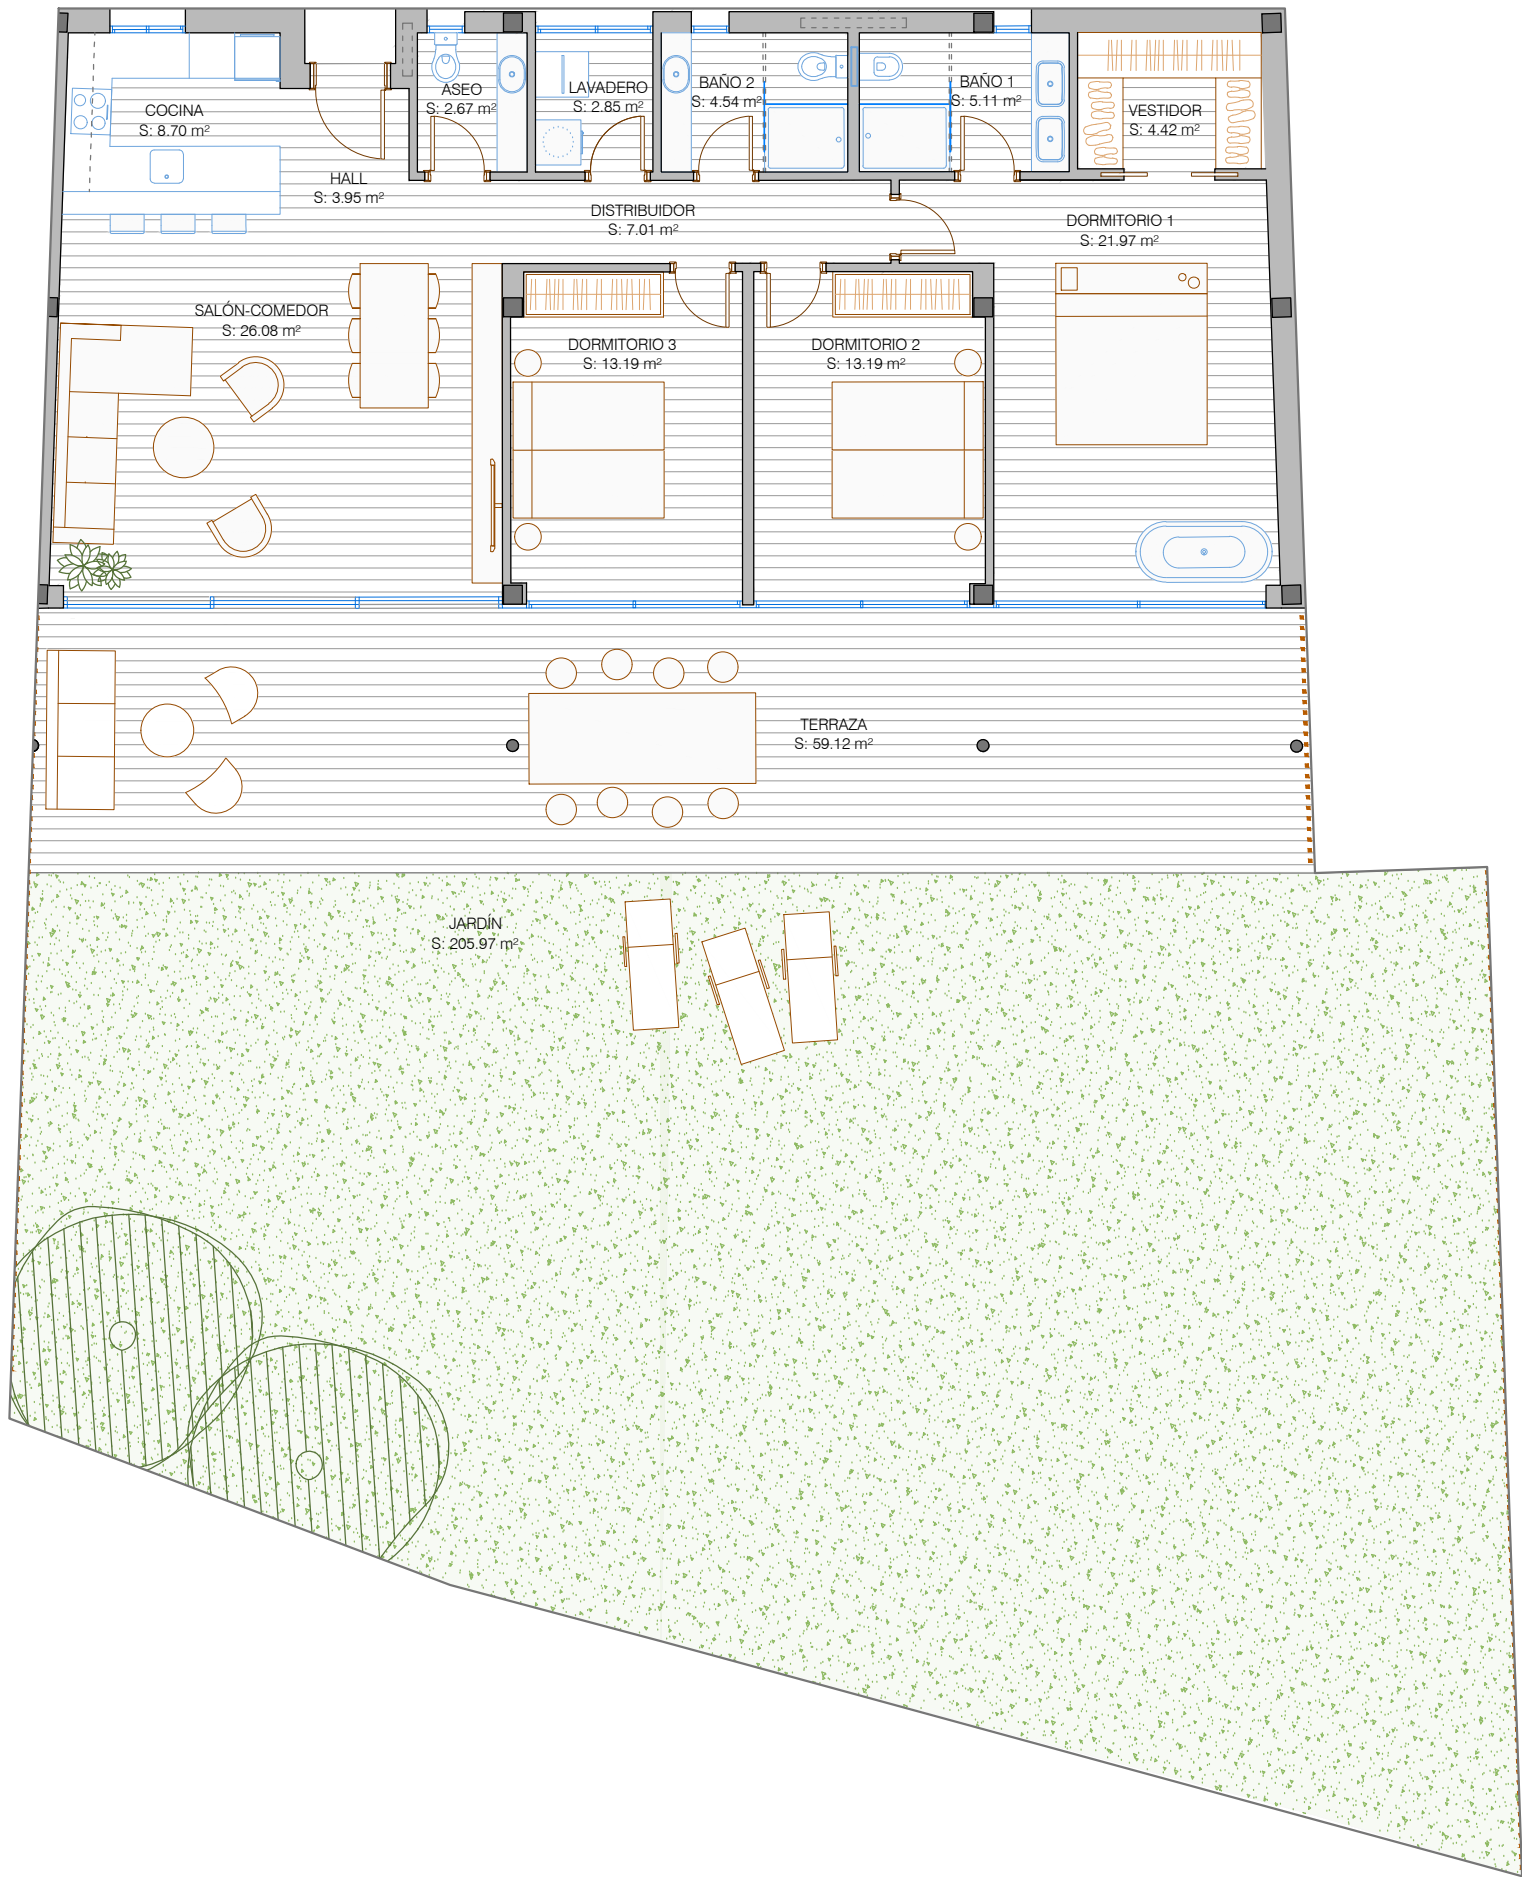 COCINA
S: 8.70 m²
HALL
S: 3.95 m²
ASEO
S: 2.67 m²
LAVADERO
S: 2.85 m²
BAÑO 2
S: 4.54 m²
BAÑO 1
S: 5.11 m²
VESTIDOR
S: 4.42 m²
DISTRIBUIDOR
S: 7.01 m²
DORMITORIO 1
S: 21.97 m²
SALÓN-COMEDOR
S: 26.08 m²
DORMITORIO 3
S: 13.19 m²
DORMITORIO 2
S: 13.19 m²
TERRAZA
S: 59.12 m²
JARDÍN
S: 205.97 m²